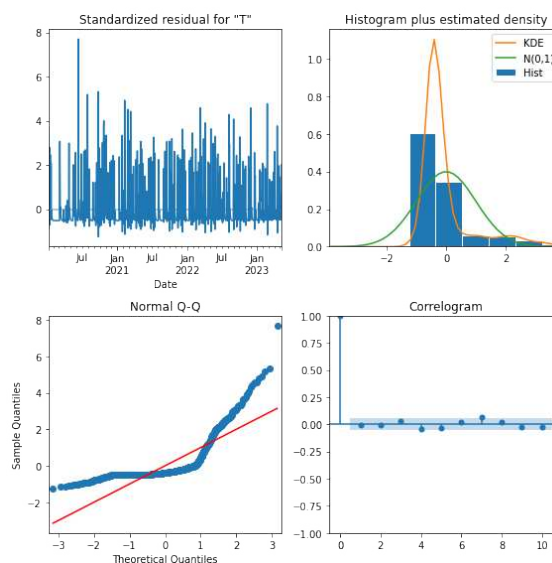 Standardized residual for "T"
8
6
4
2
0
Jul
Jan
2021
Jul
Jan
2022
Jul
Jan
2023
Date
Histogram plus estimated density
KDE
N(0,1)
Hist
1.0
0.8
0.6
0.4
0.2
0.0
−2
0
2
Normal Q-Q
Sample Quantiles
8
6
4
2
0
−2
−3
−2
−1
0
1
2
3
Theoretical Quantiles
Correlogram
1.00
0.75
0.50
0.25
0.00
−0.25
−0.50
−0.75
−1.00
0
2
4
6
8
10